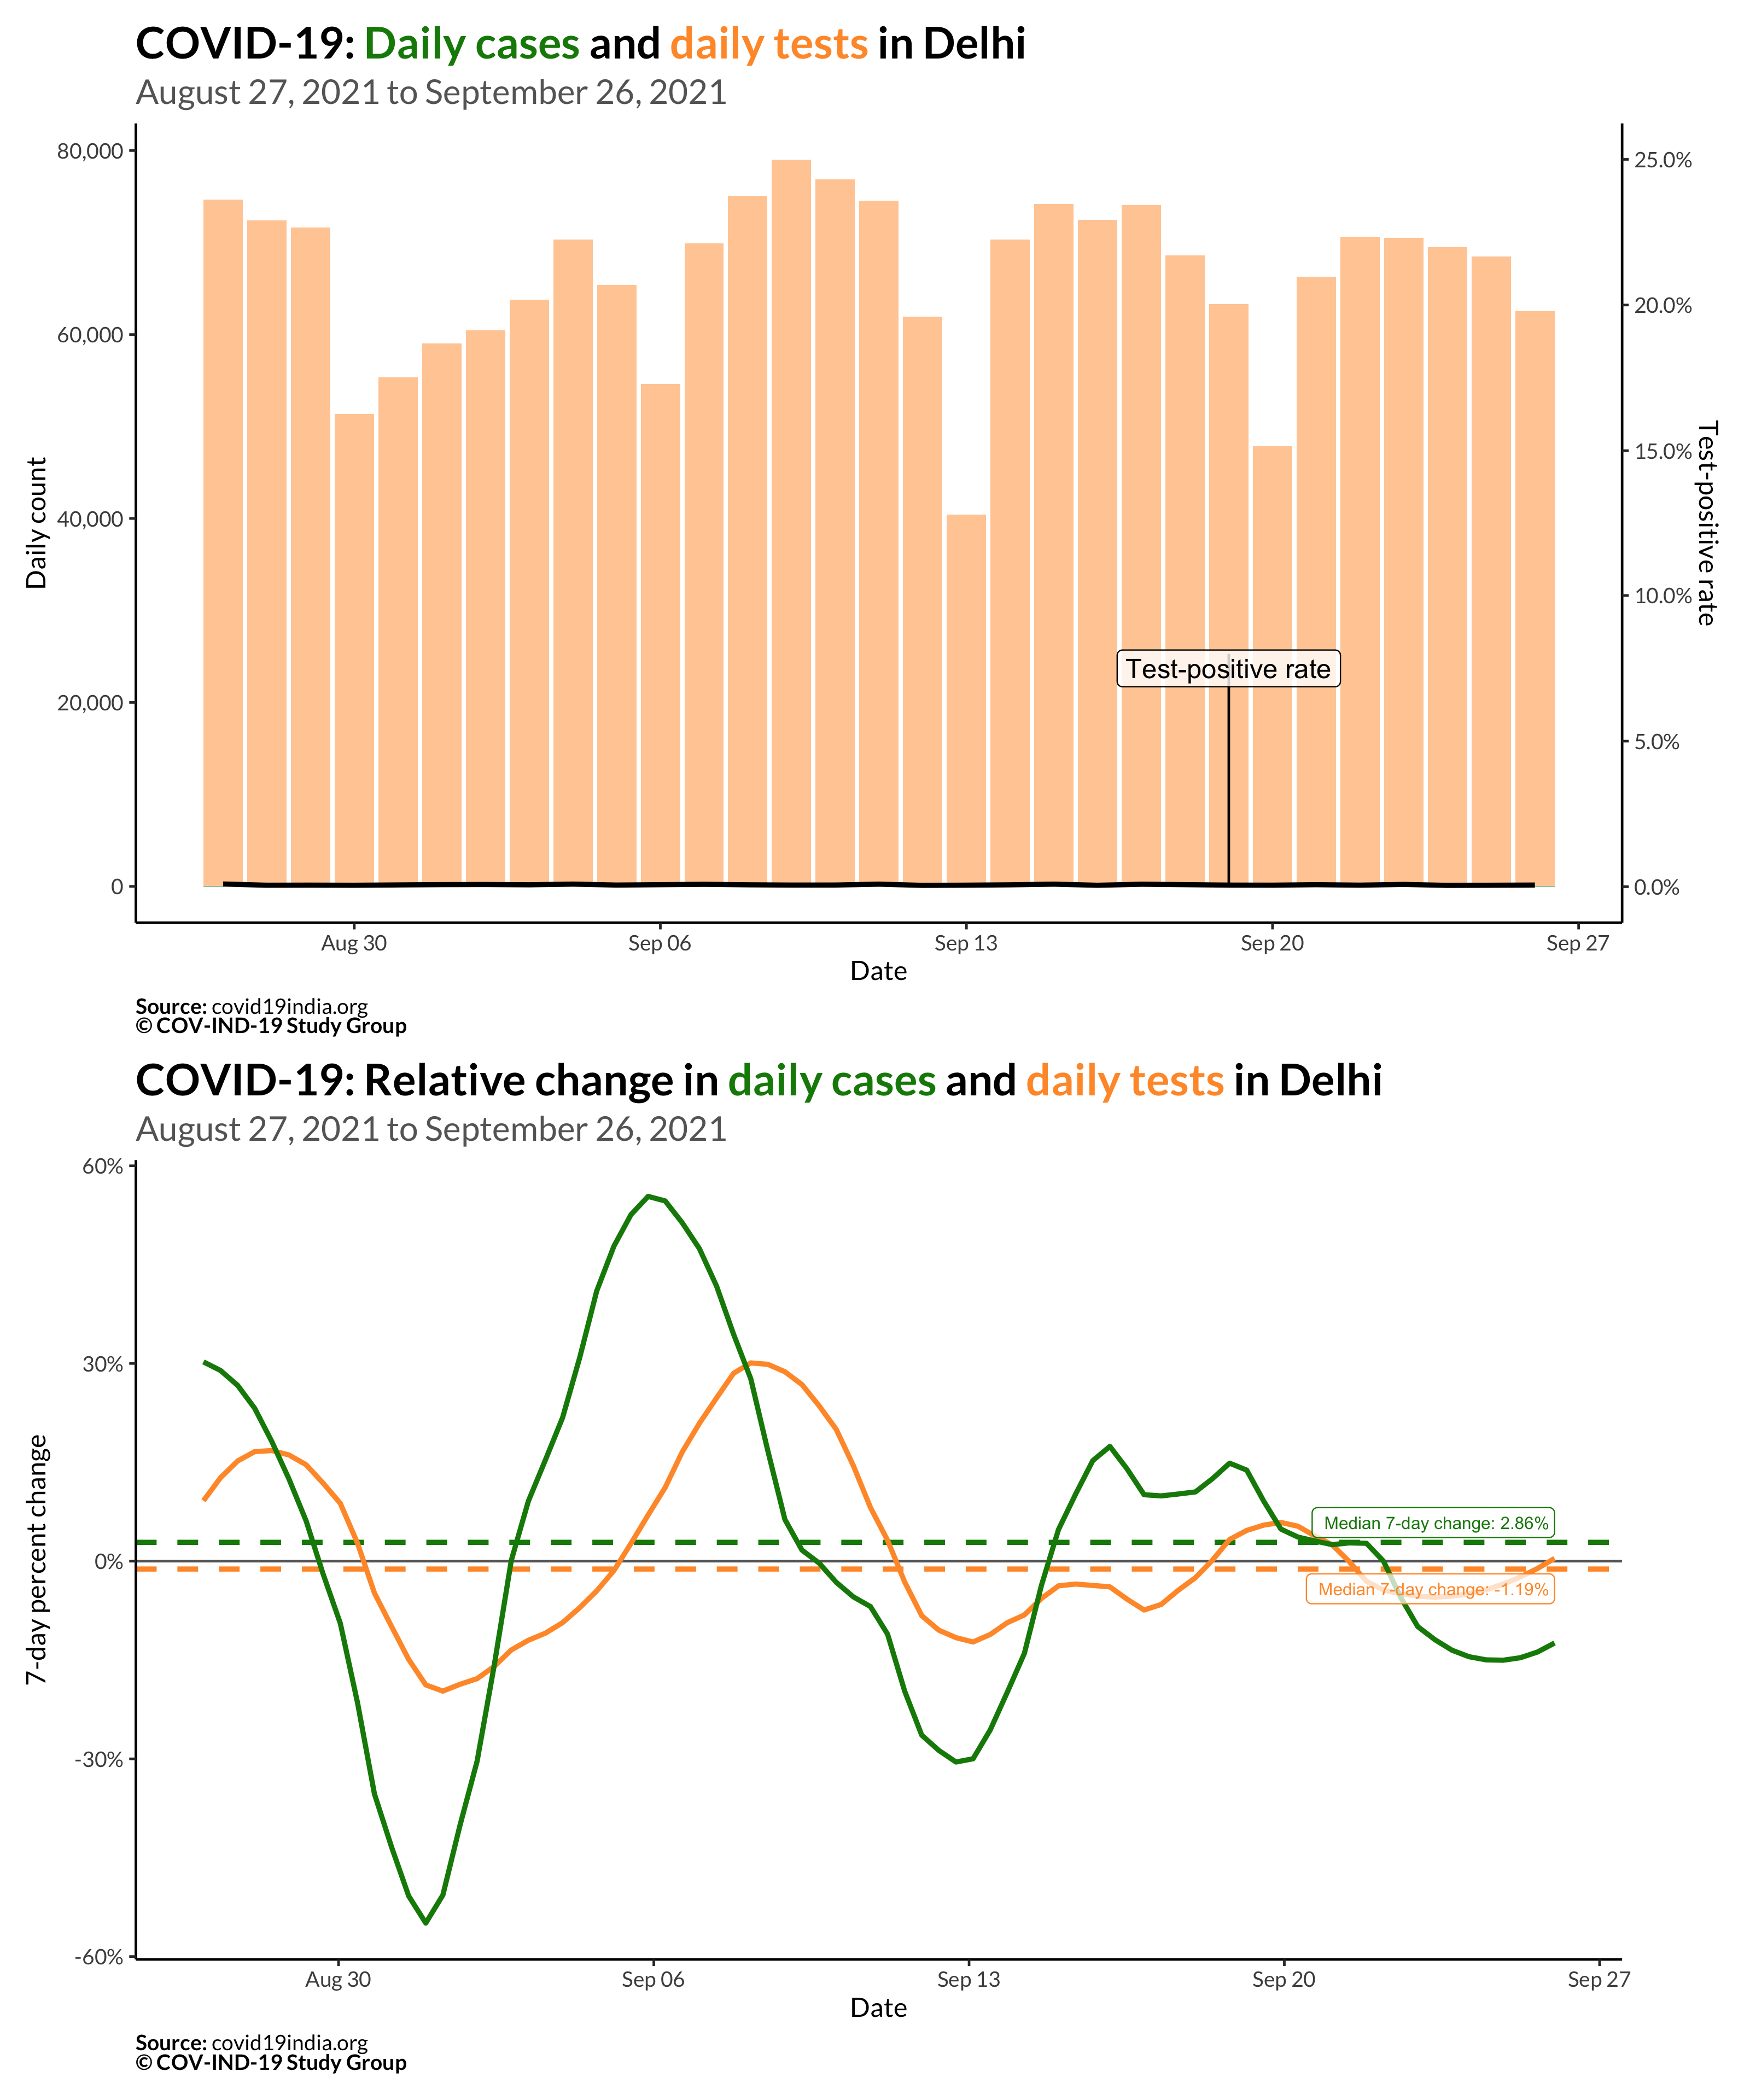 COVID-19: Daily cases and daily tests in Delhi
August 27, 2021 to September 26, 2021
80,000
60,000
40,000
20,000
0
Daily count
25.0%
20.0%
15.0%
10.0%
5.0%
0.0%
Test-positive rate
Test-positive rate
Aug 30
Sep 06
Sep 13
Sep 20
Sep 27
Date
Source: covid19india.org
© COV-IND-19 Study Group
COVID-19: Relative change in daily cases and daily tests in Delhi
August 27, 2021 to September 26, 2021
60%
30%
0%
-30%
-60%
7-day percent change
Median 7-day change: 2.86%
Median 7-day change: -1.19%
Aug 30
Sep 06
Sep 13
Sep 20
Sep 27
Date
Source: covid19india.org
© COV-IND-19 Study Group